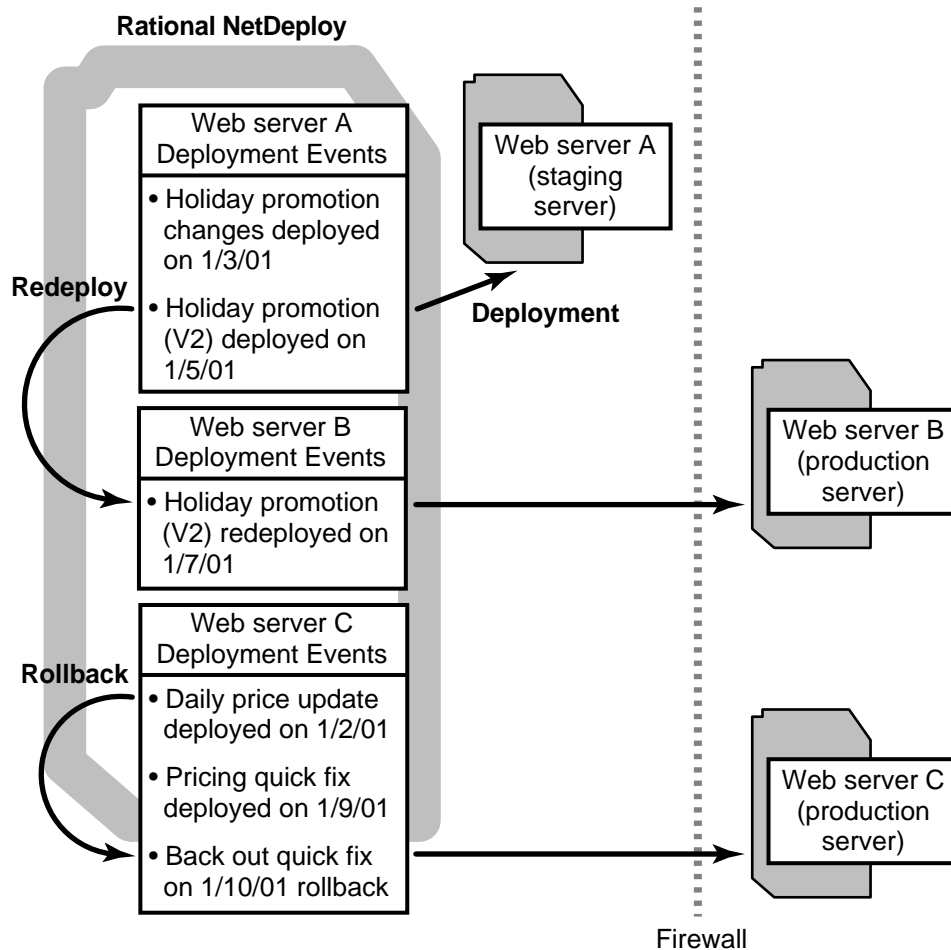 Rational NetDeploy
Web server A
Deployment Events
• Holiday promotion
changes deployed
on 1/3/01
• Holiday promotion
(V2) deployed on
1/5/01
Web server A
(staging
server)
Redeploy
Deployment
Web server B
Deployment Events
• Holiday promotion
(V2) redeployed on
1/7/01
Web server B
(production
server)
Web server C
Deployment Events
Rollback
• Daily price update
deployed on 1/2/01
• Pricing quick fix
deployed on 1/9/01
• Back out quick fix
on 1/10/01 rollback
Web server C
(production
server)
Firewall